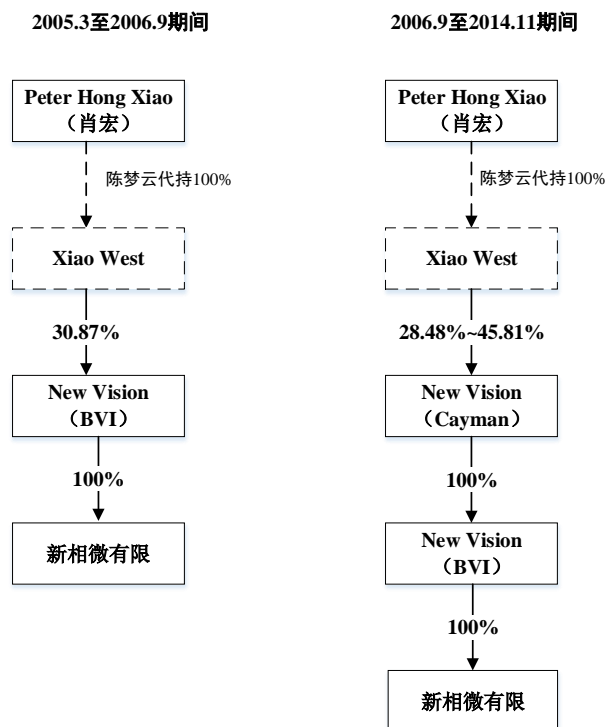 2005.3至2006.9期间
Peter Hong Xiao
（肖宏）
陈梦云代持100%
Xiao West
30.87%
New Vision
（BVI）
100%
新相微有限
2006.9至2014.11期间
Peter Hong Xiao
（肖宏）
陈梦云代持100%
Xiao West
28.48%~45.81%
New Vision
（Cayman）
100%
New Vision
（BVI）
100%
新相微有限